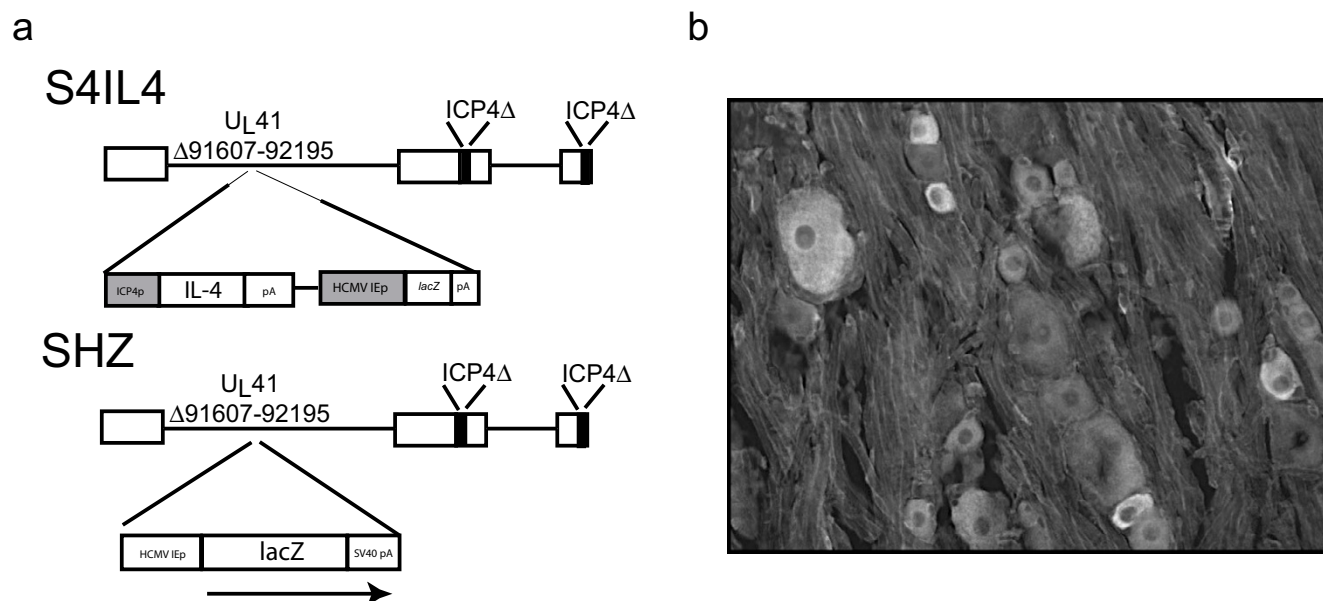 a
b
S4IL4
UL41
Δ91607-92195
ICP4Δ
ICP4Δ
ICP4p
IL-4
pA
HCMV IEp
lacZ
pA
SHZ
UL41
Δ91607-92195
ICP4Δ
ICP4Δ
HCMV IEp
lacZ
SV40 pA